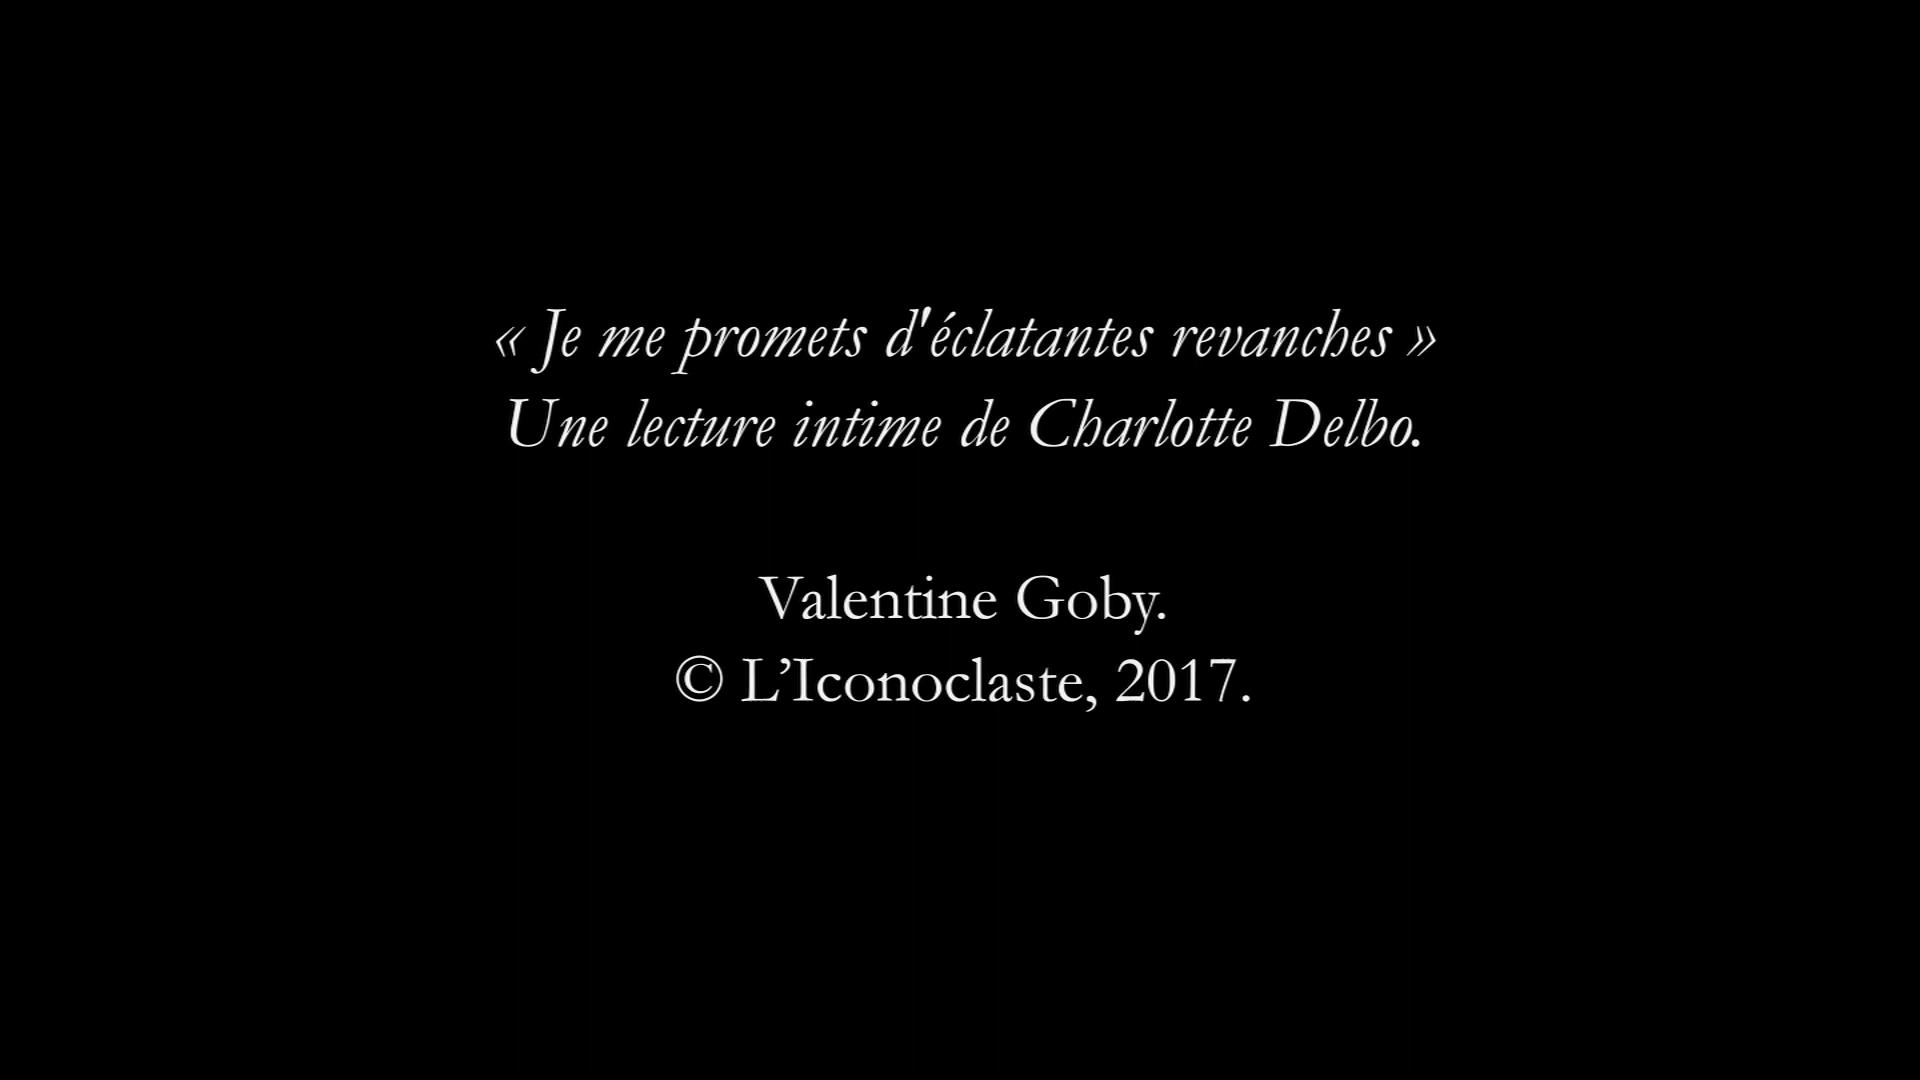 « Je me promets d'éclatantes revanches »
Une lecture intime de Charlotte Delbo.
Valentine Goby.
© L’Iconoclaste, 2017.